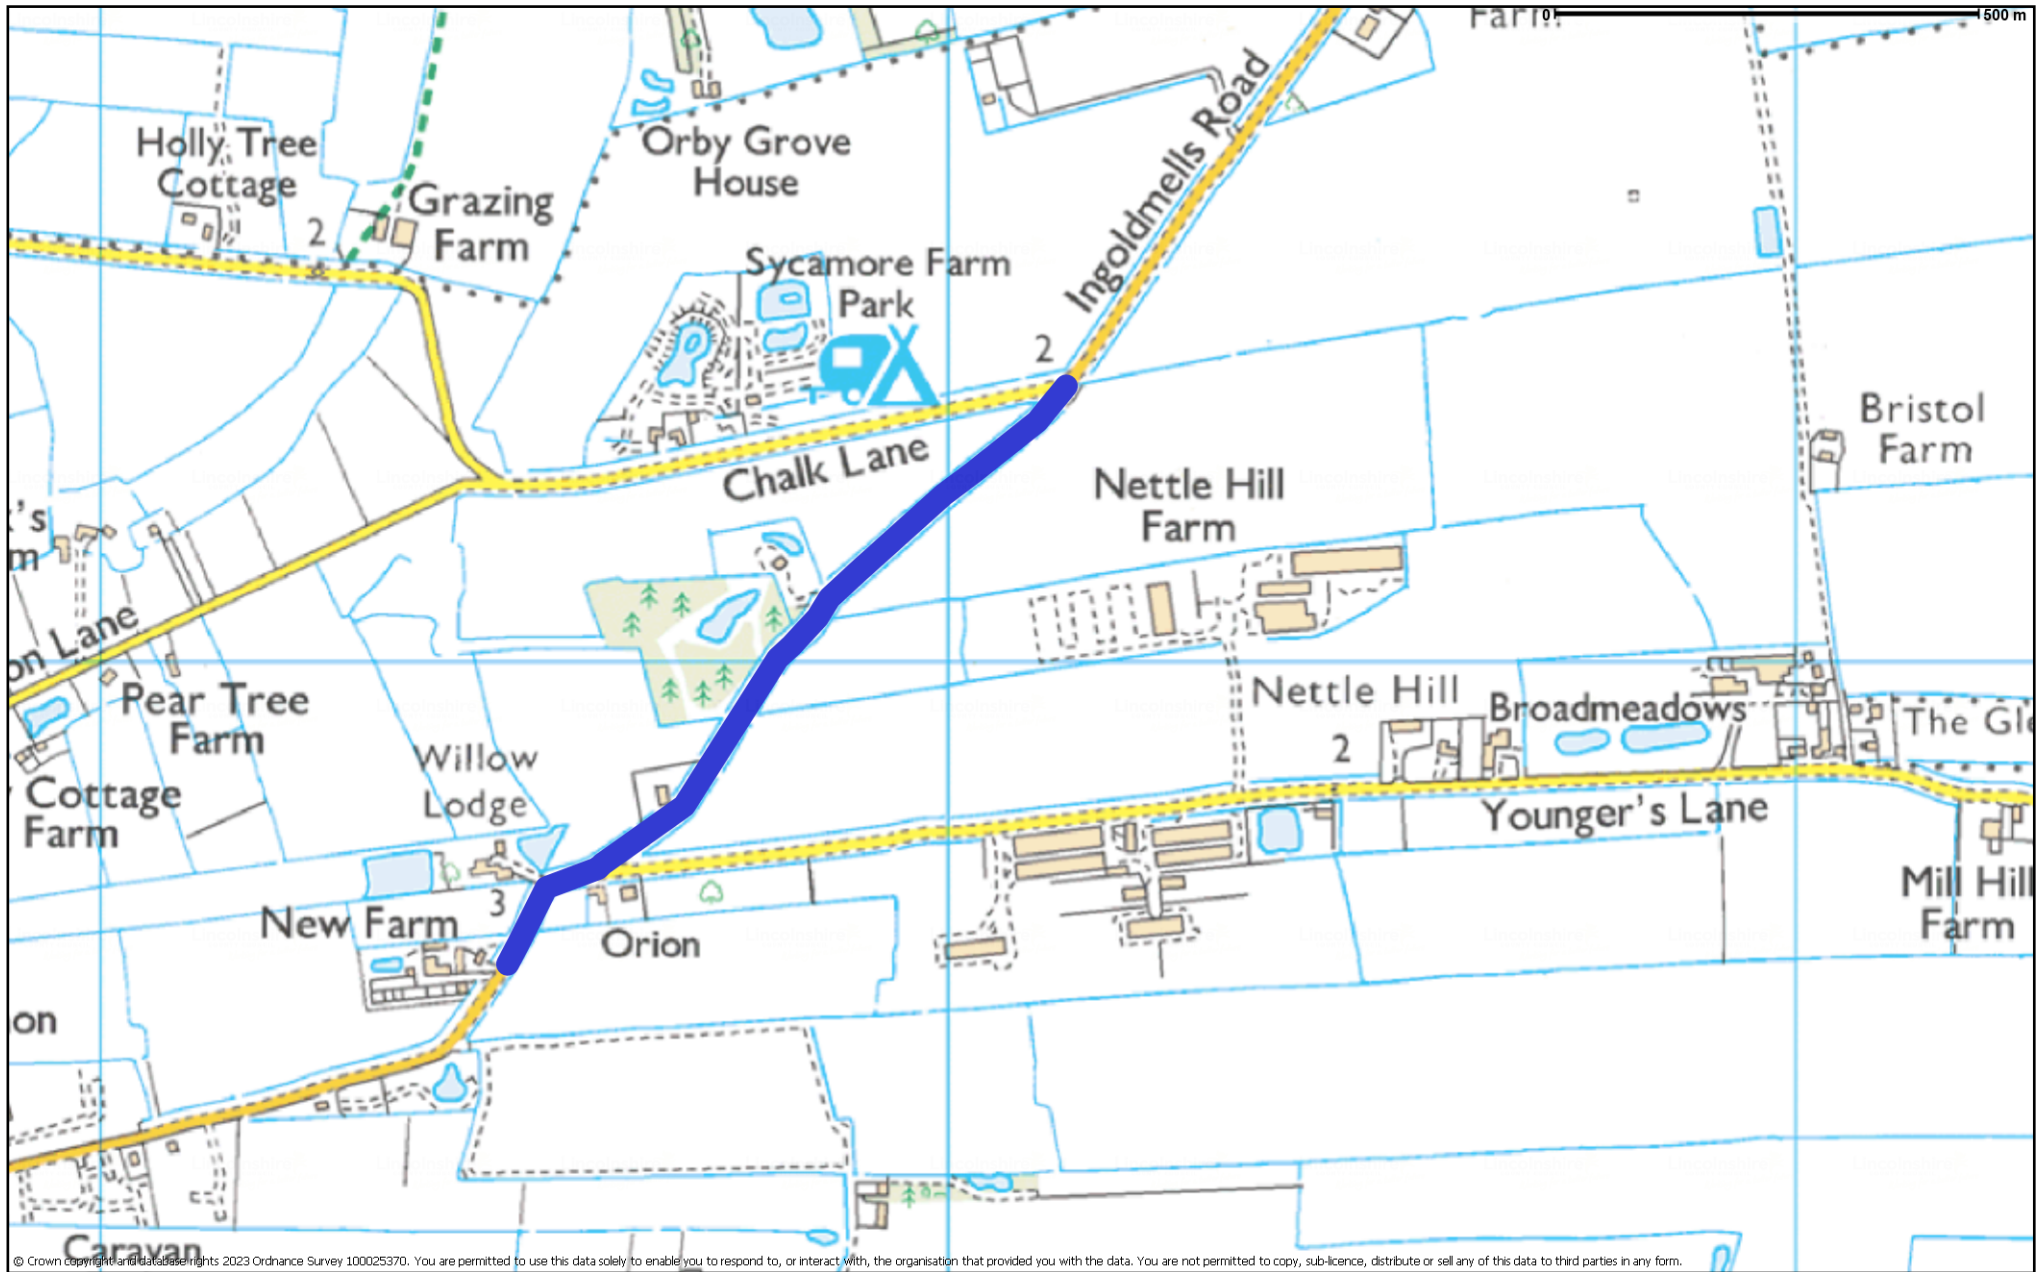 0
500 m
Holly Tree
Cottage
2
Grazing
Farm
Orby Grove
House
Ingoldmells Road
Sycamore Farm
Park
2
Chalk Lane
Nettle Hill
Farm
Bristol
Farm
Pear Tree
Farm
Cottage
Farm
Willow
Lodge
Nettle Hill
2
Broadmeadows
Younger's Lane
Mill Hill
Farm
3
New Farm
Orion
Caravan
© Crown copyright and database rights 2023 Ordnance Survey 100025370. You are permitted to use this data solely to enable you to respond to, or interact with, the organisation that provided you with the data. You are not permitted to copy, sub-licence, distribute or sell any of this data to third parties in any form.